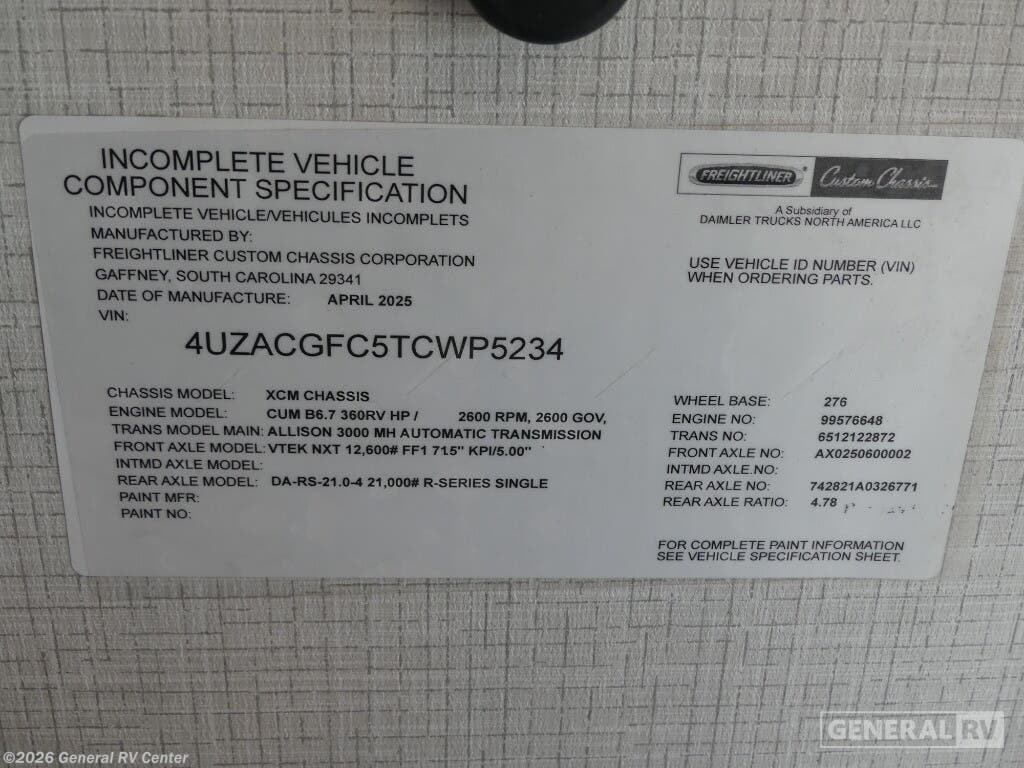 INCOMPLETE VEHICLE
COMPONENT SPECIFICATION
INCOMPLETE VEHICLE/VEHICULES INCOMPLETS
MANUFACTURED BY:
FREIGHTLINER CUSTOM CHASSIS CORPORATION
GAFFNEY, SOUTH CAROLINA 29341
DATE OF MANUFACTURE: APRIL 2025
VIN:
4UZACGFC5TCWP5234
FREIGHTLINER Custom Chassis
A Subsidiary of
DAIMLER TRUCKS NORTH AMERICA LLC
USE VEHICLE ID NUMBER (VIN)
WHEN ORDERING PARTS.
CHASSIS MODEL: XCM CHASSIS
ENGINE MODEL: CUM B6.7 360RV HP / 2600 RPM, 2600 GOV,
TRANS MODEL MAIN: ALLISON 3000 MH AUTOMATIC TRANSMISSION
FRONT AXLE MODEL: VTEK NXT 12,600# FF1 71.5" KPI/5.00"
INTMD AXLE MODEL:
REAR AXLE MODEL: DA-RS-21.0-4 21,000# R-SERIES SINGLE
PAINT MFR:
PAINT NO:
WHEEL BASE: 276
ENGINE NO: 99576648
TRANS NO: 6512122872
FRONT AXLE NO: AX0250600002
INTMD AXLE.NO:
REAR AXLE NO: 742821A0326771
REAR AXLE RATIO: 4.78
FOR COMPLETE PAINT INFORMATION
SEE VEHICLE SPECIFICATION SHEET.
GENERAL RV
©2026 General RV Center